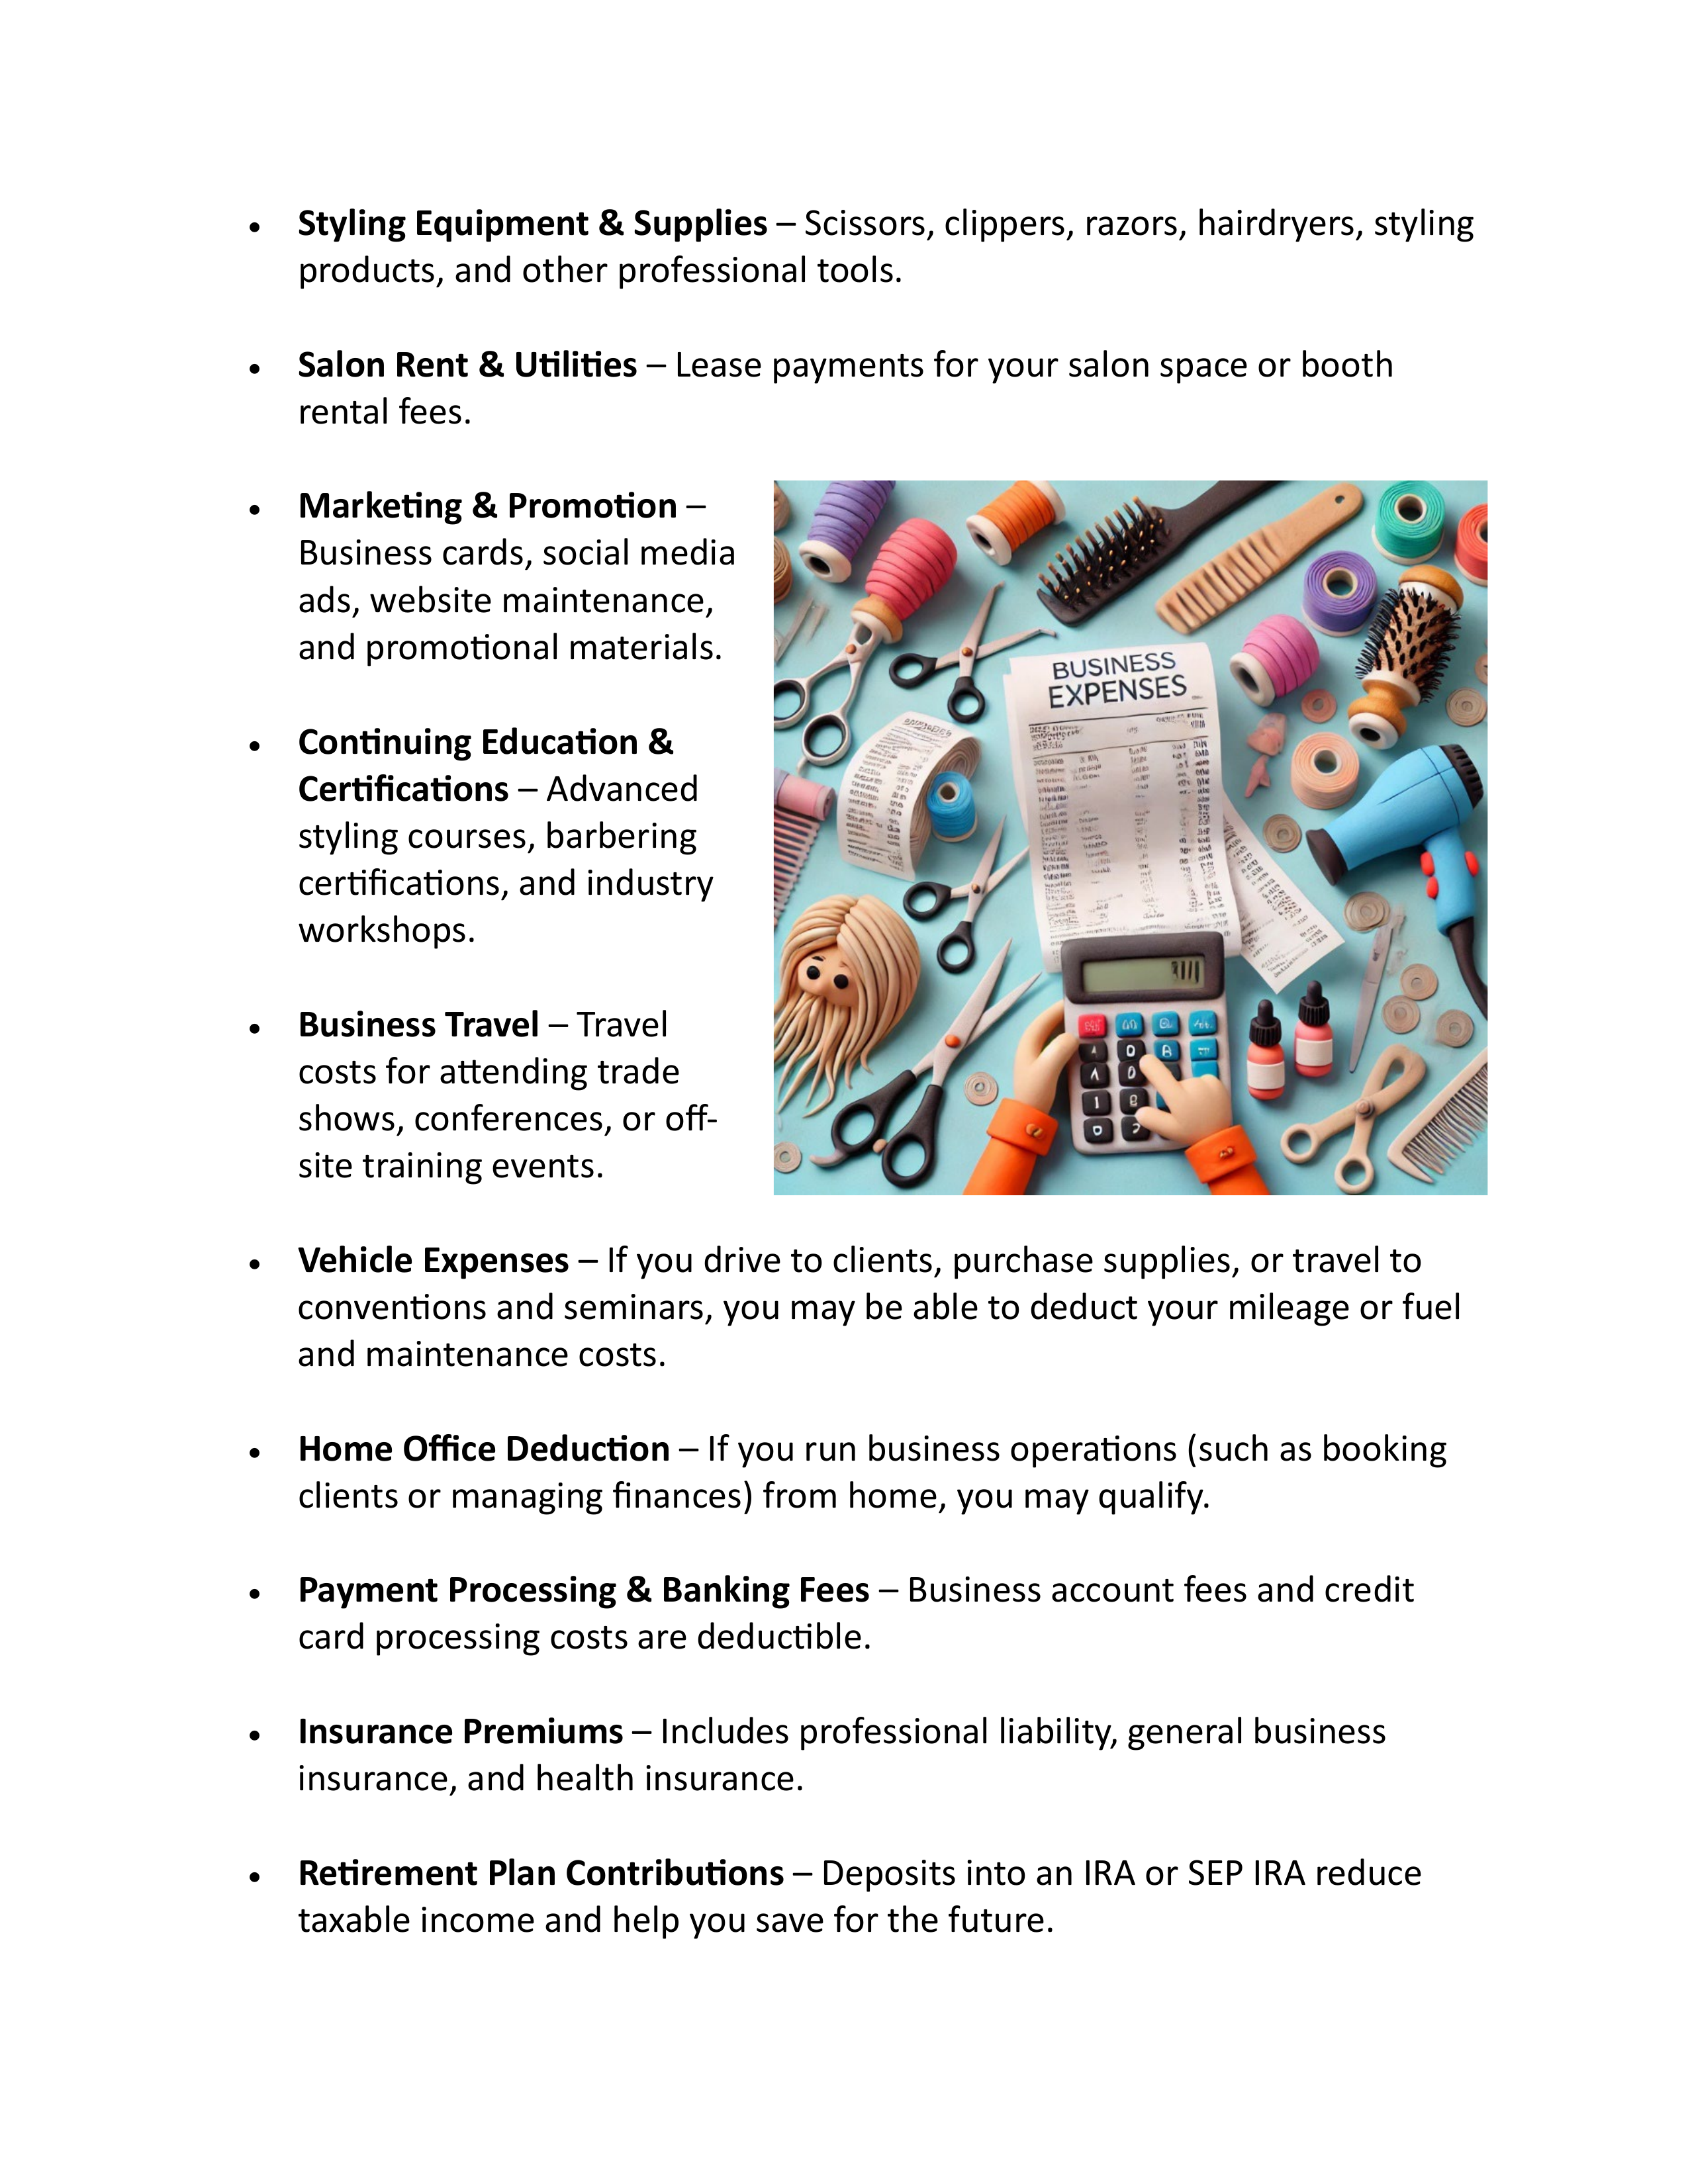 • Styling Equipment & Supplies – Scissors, clippers, razors, hairdryers, styling
products, and other professional tools.
• Salon Rent & Utilities – Lease payments for your salon space or booth
rental fees.
• Marketing & Promotion –
Business cards, social media
ads, website maintenance,
and promotional materials.
• Continuing Education &
Certifications – Advanced
styling courses, barbering
certifications, and industry
workshops.
• Business Travel – Travel
costs for attending trade
shows, conferences, or off-
site training events.
BUSINESS
EXPENSES
• Vehicle Expenses – If you drive to clients, purchase supplies, or travel to
conventions and seminars, you may be able to deduct your mileage or fuel
and maintenance costs.
• Home Office Deduction – If you run business operations (such as booking
clients or managing finances) from home, you may qualify.
• Payment Processing & Banking Fees – Business account fees and credit
card processing costs are deductible.
• Insurance Premiums – Includes professional liability, general business
insurance, and health insurance.
• Retirement Plan Contributions – Deposits into an IRA or SEP IRA reduce
taxable income and help you save for the future.